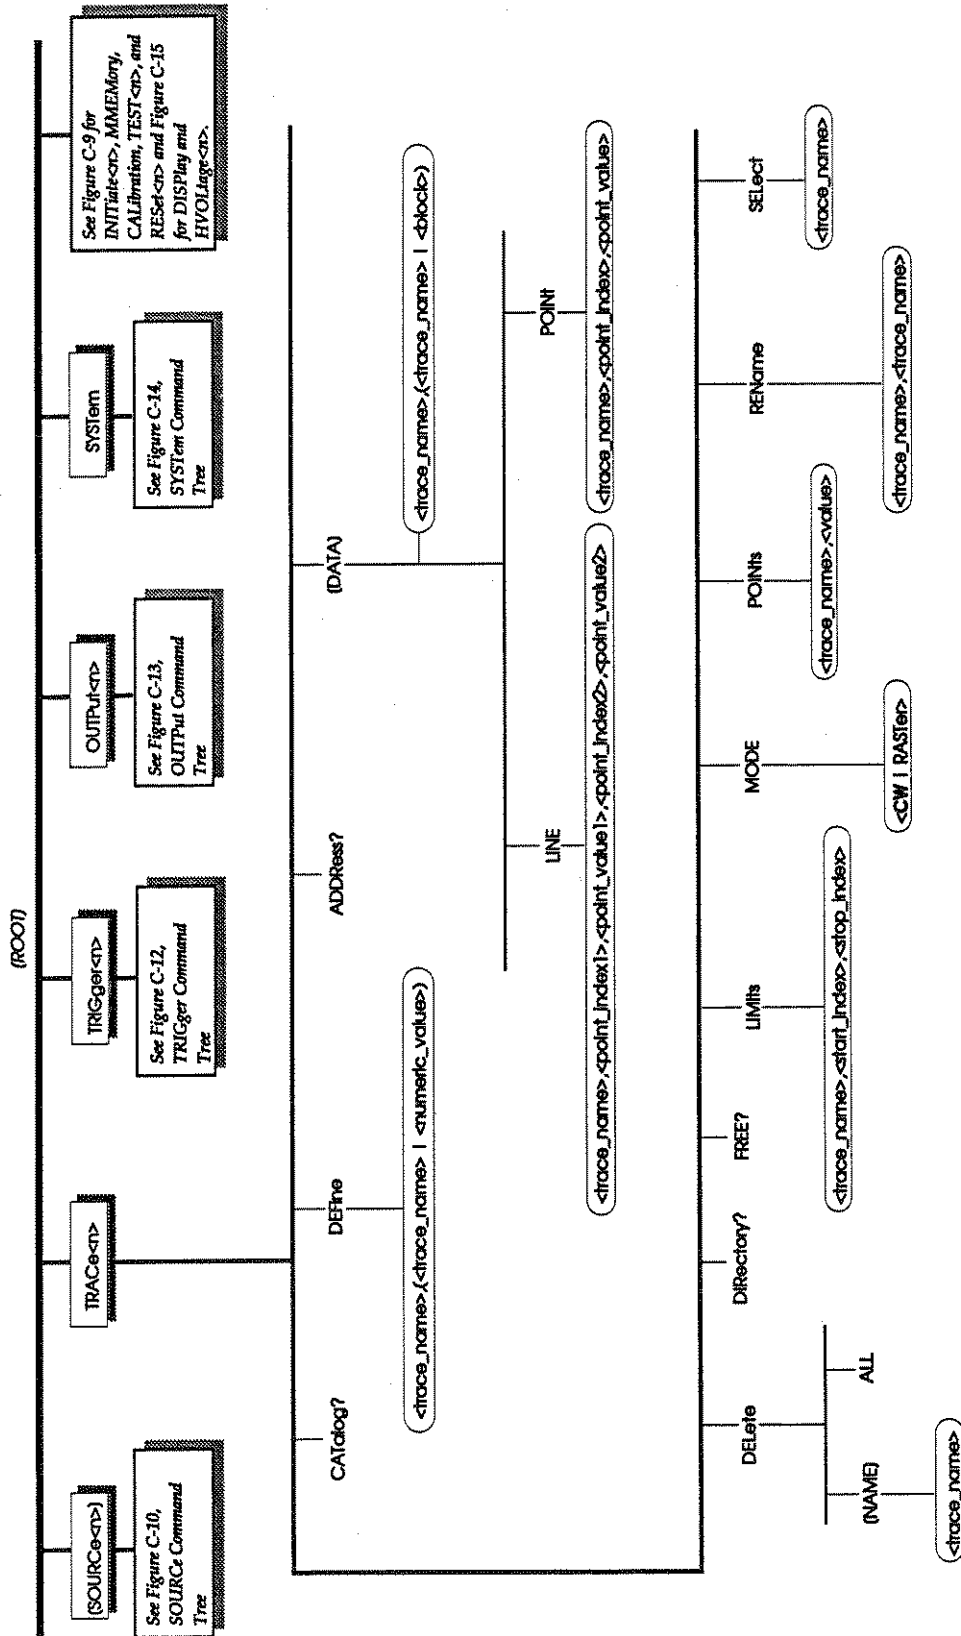 (ROOT)
(SOURCe<n>)
TRACe<n>
TRIGger<n>
OUTPut<n>
SYSTem
See Figure C-10,
SOURCe Command
Tree
See Figure C-12,
TRIGger Command
Tree
See Figure C-13,
OUTPut Command
Tree
See Figure C-14,
SYSTem Command
Tree
See Figure C-9 for
INITiate<n>, MMEMory,
CALibration, TEST<n>, and
RESet<n> and Figure C-15
for DISPlay and
HVOLtage<n>.
CATalog?
DEFine
ADDRess?
(DATA)
<trace_name>,(<trace_name> | <numeric_value>)
<trace_name>,(<trace_name> | <block>)
LINE
POINt
<trace_name>,<point_index1>,<point_value1>,<point_index2>,<point_value2>
<trace_name>,<point_index>,<point_value>
DELete
DIRectory?
FREE?
LIMits
MODE
POINts
REName
SELect
(NAME)
ALL
<trace_name>
<trace_name>,<start_index>,<stop_index>
<CW | RASTer>
<trace_name>,<value>
<trace_name>,<trace_name>
<trace_name>